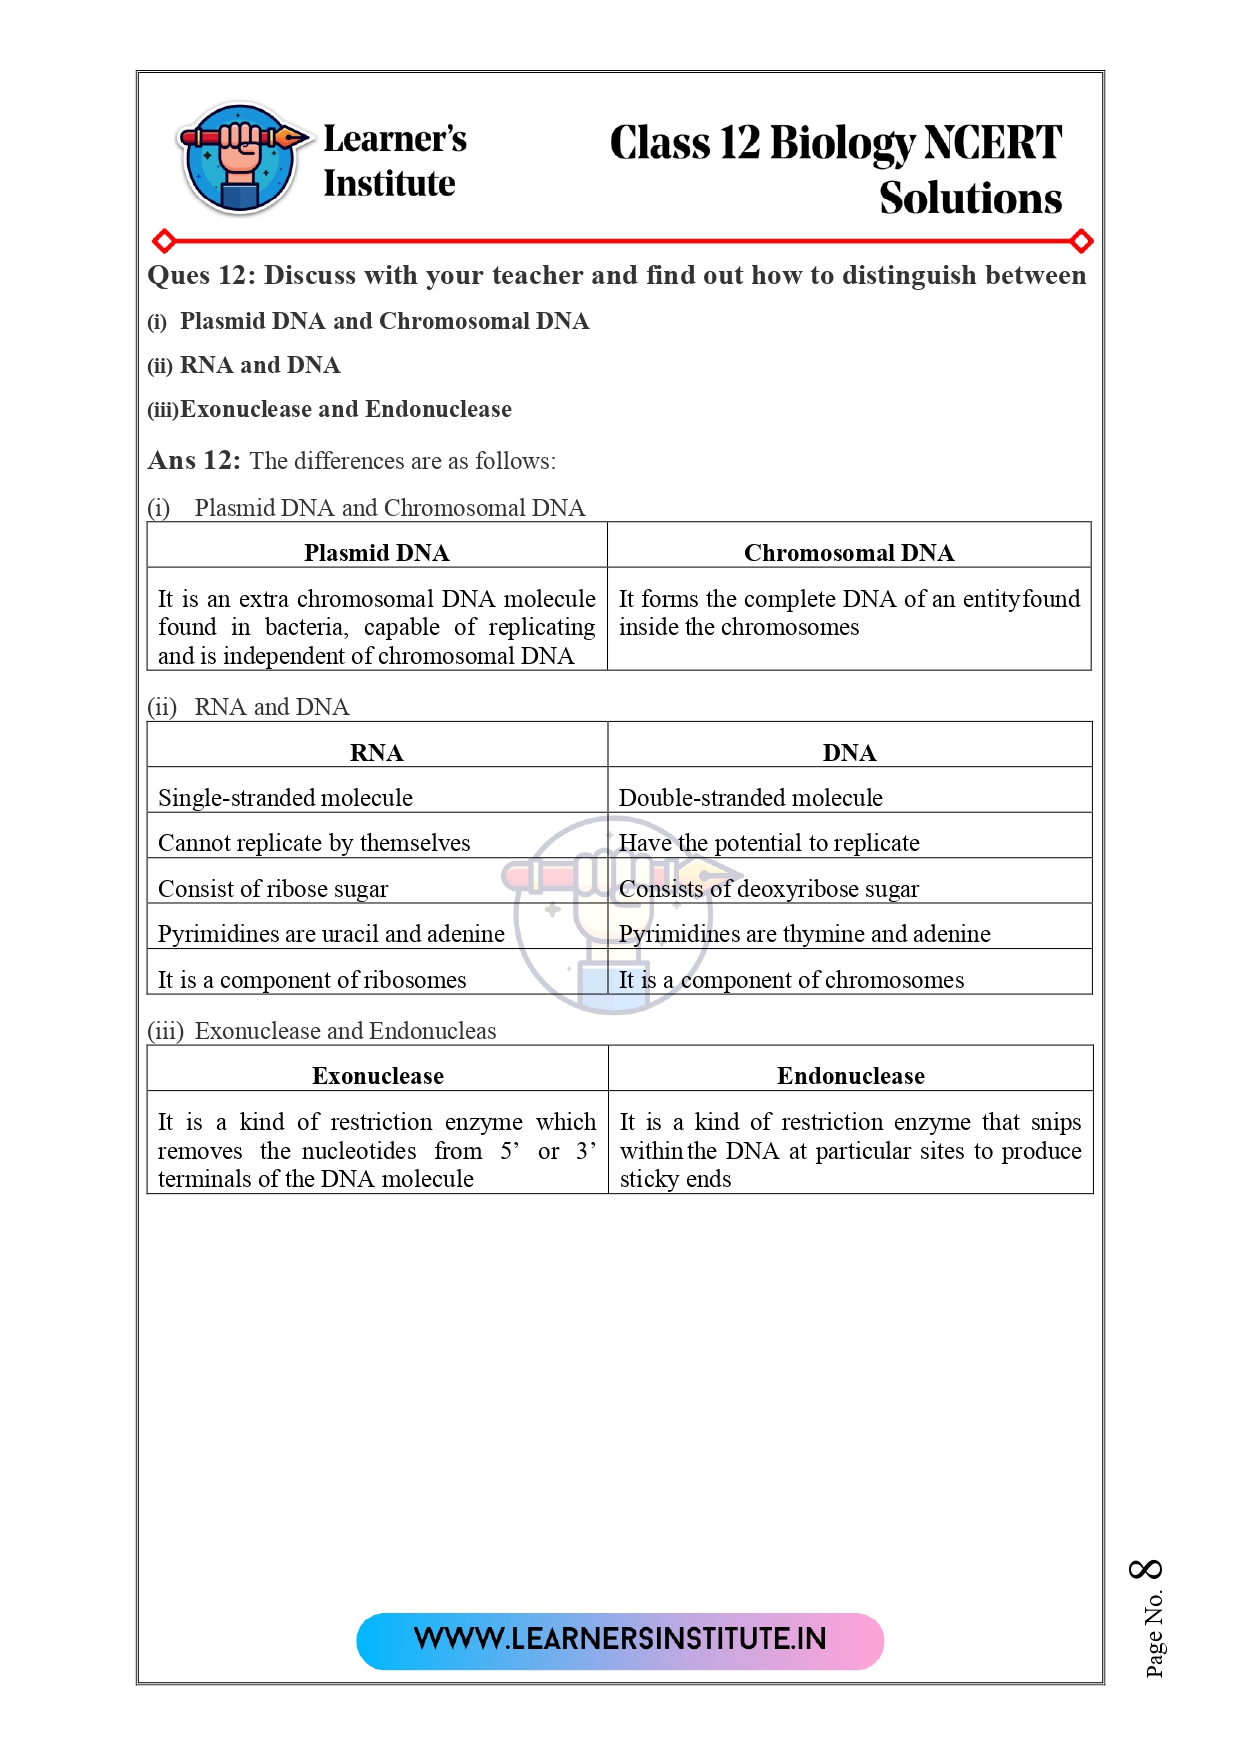 Learner's
Institute
Class 12 Biology NCERT
Solutions
Ques 12: Discuss with your teacher and find out how to distinguish between
(i) Plasmid DNA and Chromosomal DNA
(ii) RNA and DNA
(iii)Exonuclease and Endonuclease
Ans 12: The differences are as follows:
(i) Plasmid DNA and Chromosomal DNA
Plasmid DNA
Chromosomal DNA
It is an extra chromosomal DNA molecule
found in bacteria, capable of replicating
and is independent of chromosomal DNA
It forms the complete DNA of an entity found
inside the chromosomes
(ii) RNA and DNA
RNA
DNA
Single-stranded molecule
Double-stranded molecule
Cannot replicate by themselves
Have the potential to replicate
Consist of ribose sugar
Consists of deoxyribose sugar
Pyrimidines are uracil and adenine
Pyrimidines are thymine and adenine
It is a component of ribosomes
It is a component of chromosomes
(iii) Exonuclease and Endonucleas
Exonuclease
Endonuclease
It is a kind of restriction enzyme which
removes the nucleotides from 5’ or 3’
terminals of the DNA molecule
It is a kind of restriction enzyme that snips
within the DNA at particular sites to produce
sticky ends
WWW.LEARNERSINSTITUTE.IN
Page No. 8